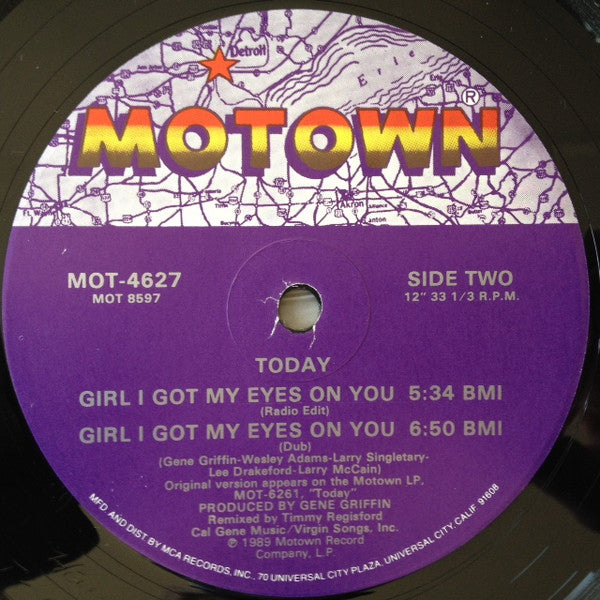 Detroit
Erie
®
MOTOWN
Akron
anton
MOT-4627
MOT 8597
SIDE TWO
12" 33 1/3 R.P.M.
TODAY
GIRL I GOT MY EYES ON YOU 5:34 BMI
(Radio Edit)
GIRL I GOT MY EYES ON YOU 6:50 BMI
(Dub)
(Gene Griffin-Wesley Adams-Larry Singletary-
Lee Drakeford-Larry McCain)
Original version appears on the Motown LP,
MOT-6261, "Today"
PRODUCED BY GENE GRIFFIN
Remixed by Timmy Regisford
Cal Gene Music/Virgin Songs, Inc.
℗ 1989 Motown Record
Company, L.P.
MFD. AND DIST. BY MCA RECORDS, INC., 70 UNIVERSAL CITY PLAZA, UNIVERSAL CITY, CALIF. 91608